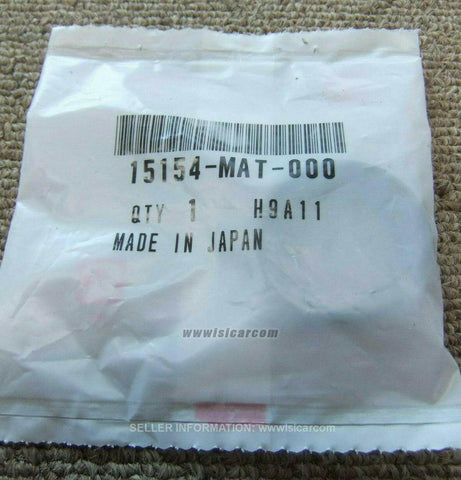 15154-MAT-000
QTY 1 H9A11
MADE IN JAPAN
wwwisicarcom
SELLER INFORMATION: wwwisicarcom